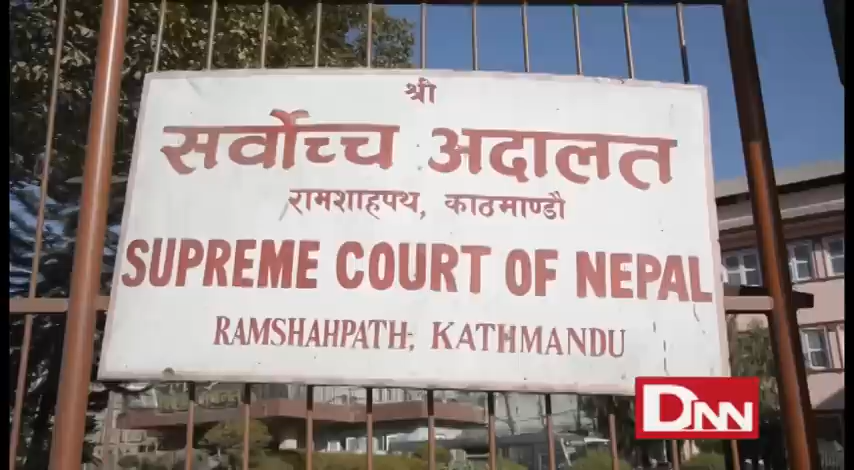 श्री
सर्वोच्च अदालत
रामशाहपथ, काठमाण्डौ
SUPREME COURT OF NEPAL
RAMSHAHPATH, KATHMANDU
DNN